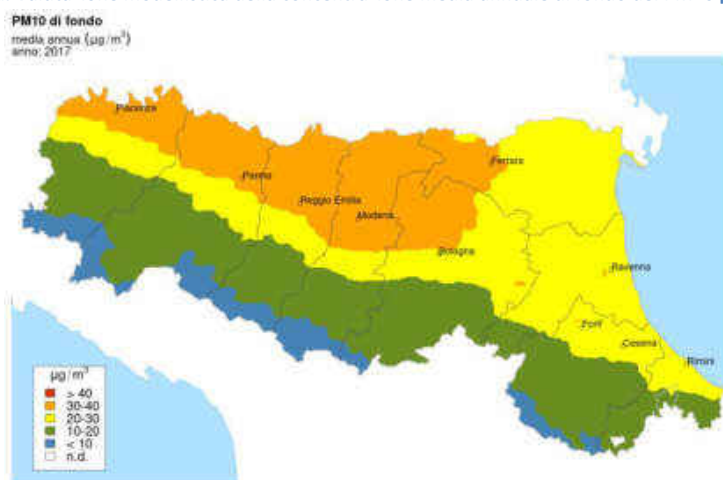 PM10 di fondo
media annua (µg/m³)
anno: 2017
Piacenza
Parma
Reggio Emilia
Modena
Ferrara
Bologna
Ravenna
Forlì
Cesena
Rimini
µg/m³
> 40
30-40
20-30
10-20
< 10
n.d.